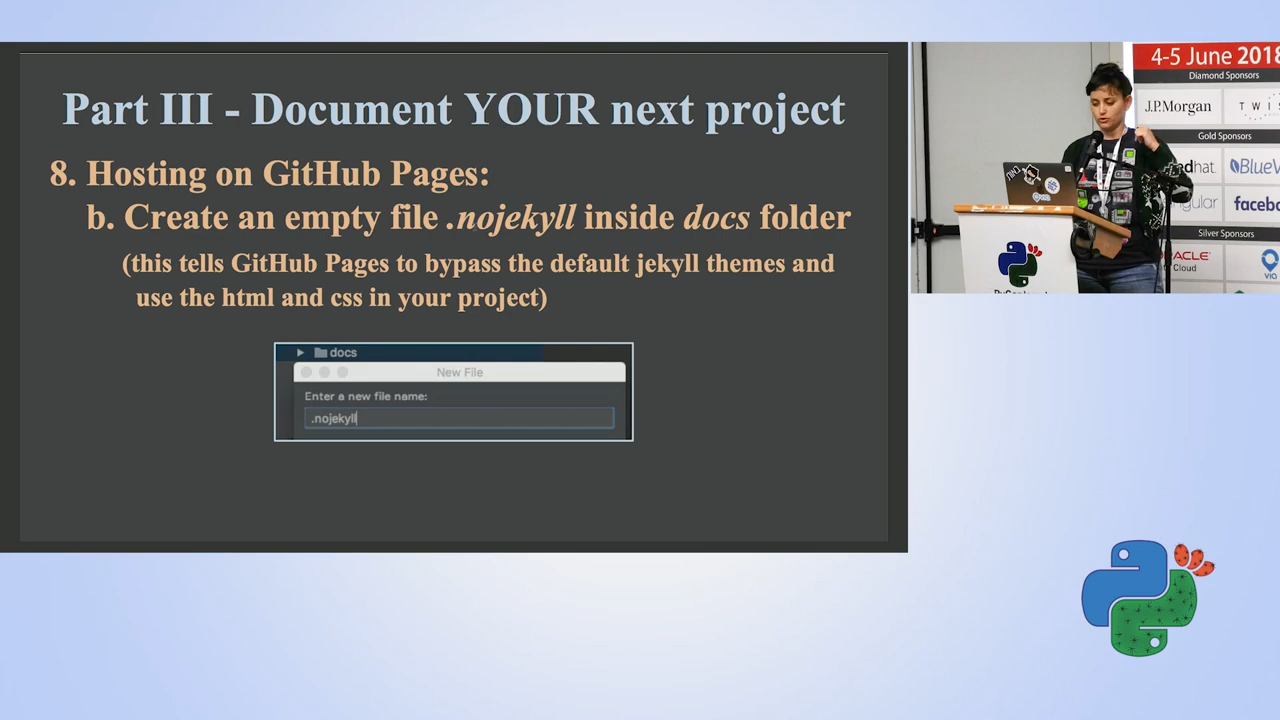 Part III - Document YOUR next project
8. Hosting on GitHub Pages:
b. Create an empty file .nojekyll inside docs folder
(this tells GitHub Pages to bypass the default jekyll themes and
use the html and css in your project)
docs
New File
Enter a new file name:
.nojekyll
4-5 June 2018
Diamond Sponsors
J.P.Morgan
Gold Sponsors
Silver Sponsors
Cloud
VIA